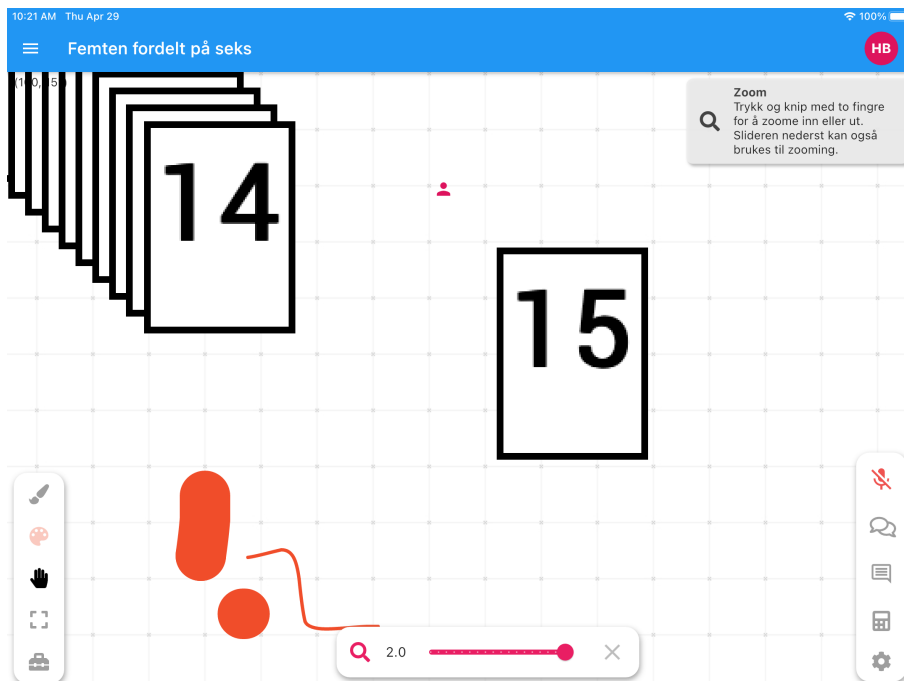 10:21 AM Thu Apr 29
100%
Femten fordelt på seks
HB
Zoom
Trykk og knip med to fingre
for å zoome inn eller ut.
Slideren nederst kan også
brukes til zooming.
14
15
2.0